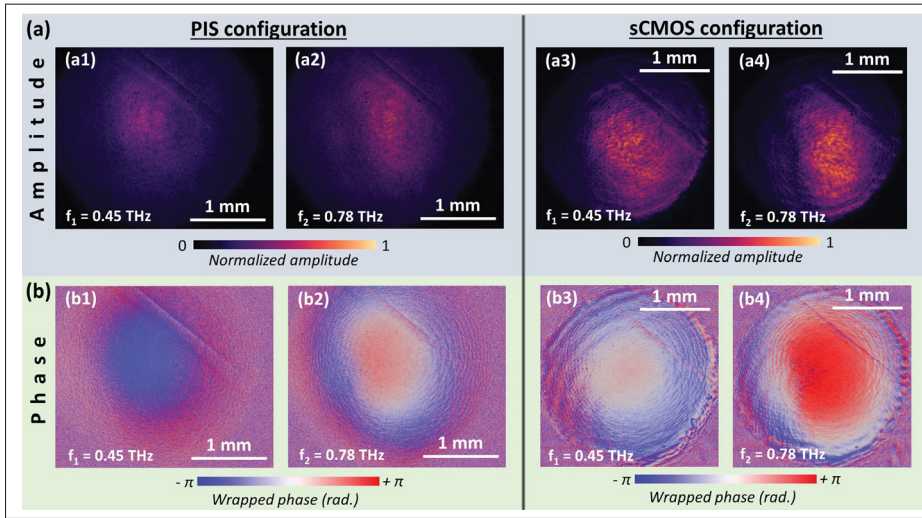 PIS configuration
sCMOS configuration
(a)
Amplitude
(a1)
f1 = 0.45 THz
1 mm
(a2)
f2 = 0.78 THz
1 mm
(a3)
1 mm
f1 = 0.45 THz
(a4)
1 mm
f2 = 0.78 THz
0 1
Normalized amplitude
0 1
Normalized amplitude
(b)
Phase
(b1)
f1 = 0.45 THz
1 mm
(b2)
f2 = 0.78 THz
1 mm
(b3)
1 mm
f1 = 0.45 THz
(b4)
1 mm
f2 = 0.78 THz
- π + π
Wrapped phase (rad.)
- π + π
Wrapped phase (rad.)